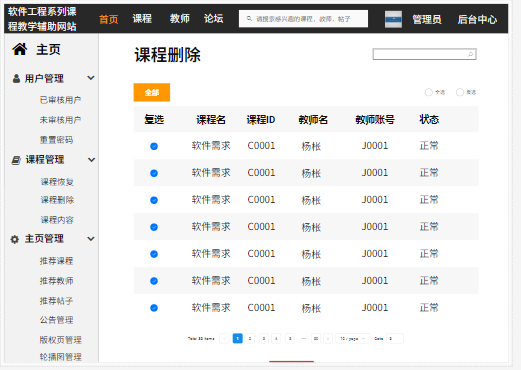 软件工程系列课
程教学辅助网站
首页 课程 教师 论坛
请搜索感兴趣的课程，教师，帖子
管理员 后台中心
主页
用户管理
已审核用户
未审核用户
重置密码
课程管理
课程恢复
课程删除
课程内容
主页管理
推荐课程
推荐教师
推荐帖子
公告管理
版权页管理
轮播图管理
课程删除
全部
复选 课程名 课程ID 教师名 教师账号 状态
软件需求 C0001 杨枨 J0001 正常
软件需求 C0001 杨枨 J0001 正常
软件需求 C0001 杨枨 J0001 正常
软件需求 C0001 杨枨 J0001 正常
软件需求 C0001 杨枨 J0001 正常
软件需求 C0001 杨枨 J0001 正常
软件需求 C0001 杨枨 J0001 正常
1 2 3 4 5 ··· 50 10 / page Goto 5